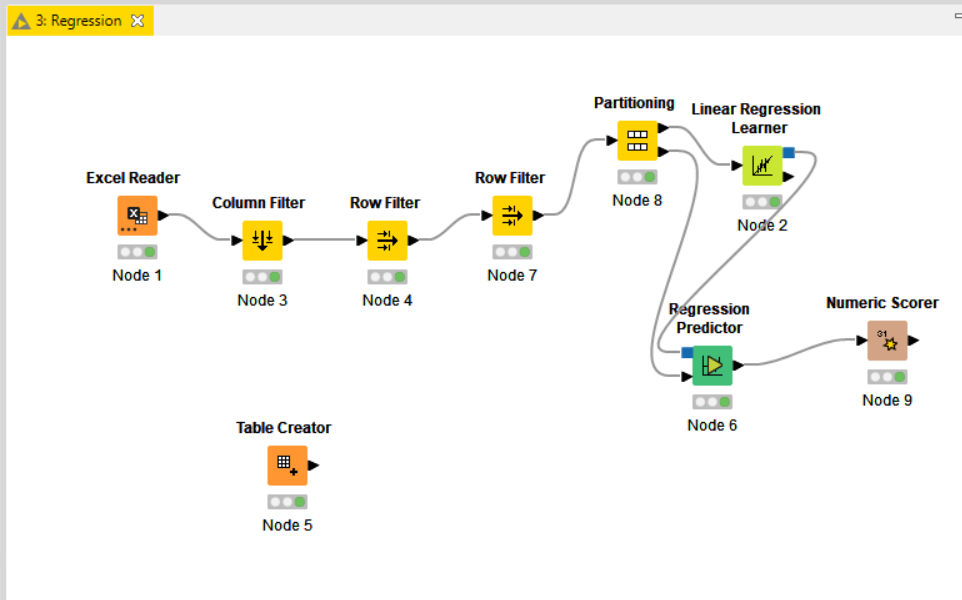 3: Regression
Partitioning
Linear Regression
Learner
Excel Reader
Row Filter
Column Filter
Row Filter
Node 8
Node 2
Node 1
Node 3
Node 4
Node 7
Regression
Predictor
Numeric Scorer
31
Node 9
Node 6
Table Creator
Node 5